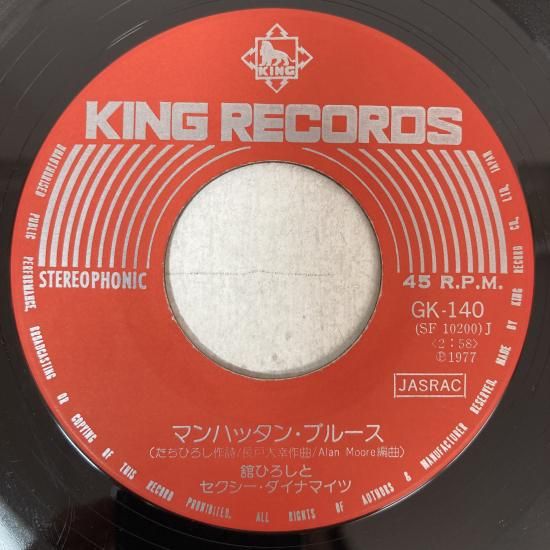 KING
KING RECORDS
STEREOPHONIC
45 R.P.M.
GK-140
(SF 10200)J
<2:58>
℗1977
JASRAC
マンハッタン・ブルース
(たちひろし作詩/長戸大幸作曲/Alan Moore編曲)
舘ひろしと
セクシー・ダイナマイツ
UNAUTHORISED PUBLIC PERFORMANCE, BROADCASTING OR COPYING OF THIS RECORD PROHIBITED. ALL RIGHTS OF AUTHORS & MANUFACTURER RESERVED. MADE BY KING RECORD CO., LTD. JAPAN